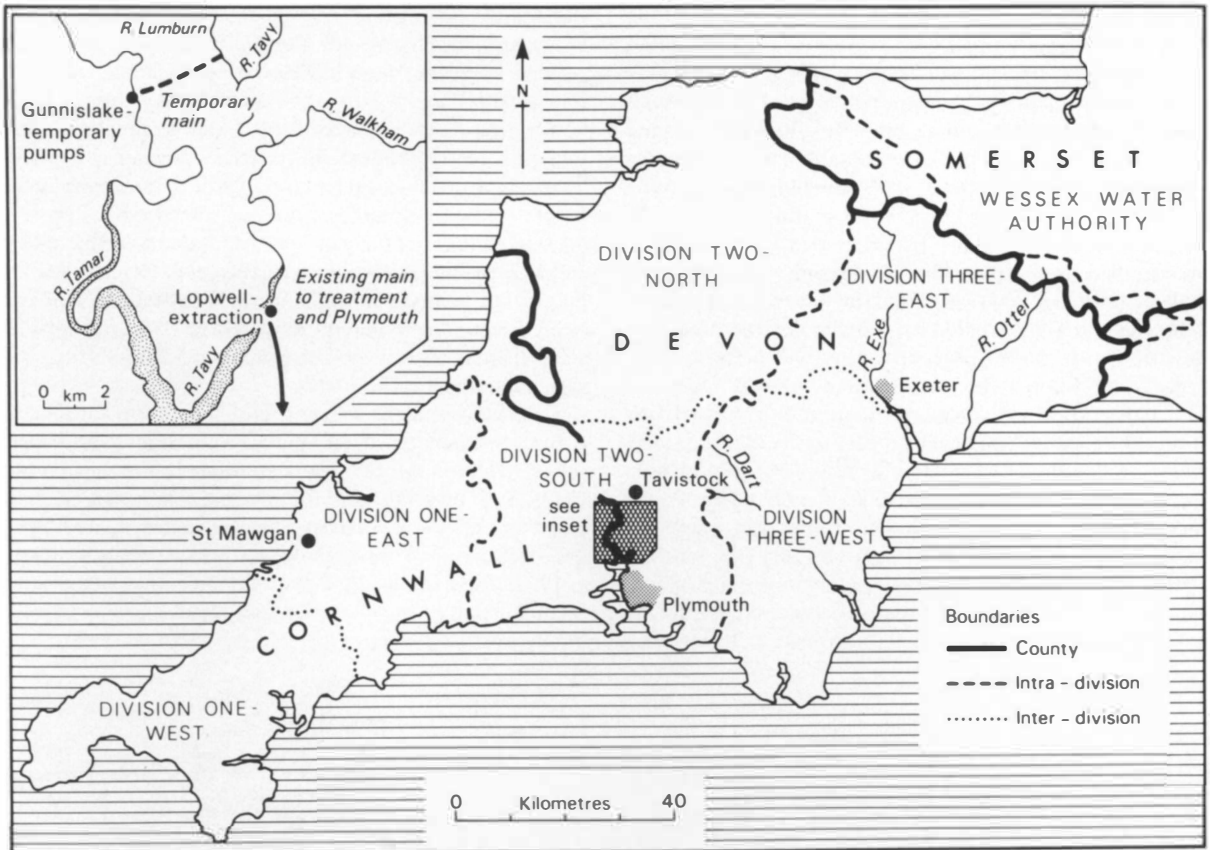 R. Lumburn
R. Tavy
Gunnislake-
temporary
pumps
Temporary
main
R. Walkham
R. Tamar
Lopwell-
extraction
Existing main
to treatment
and Plymouth
R. Tavy
0 km 2
N
SOMERSET
WESSEX WATER
AUTHORITY
DIVISION TWO-
NORTH
DIVISION THREE-
EAST
DEVON
R. Exe
R. Otter
Exeter
DIVISION TWO-
SOUTH
Tavistock
see
inset
R. Dart
DIVISION
THREE-WEST
DIVISION ONE-
EAST
St Mawgan
CORNWALL
Plymouth
DIVISION ONE-
WEST
Boundaries
County
Intra - division
Inter - division
0 Kilometres 40